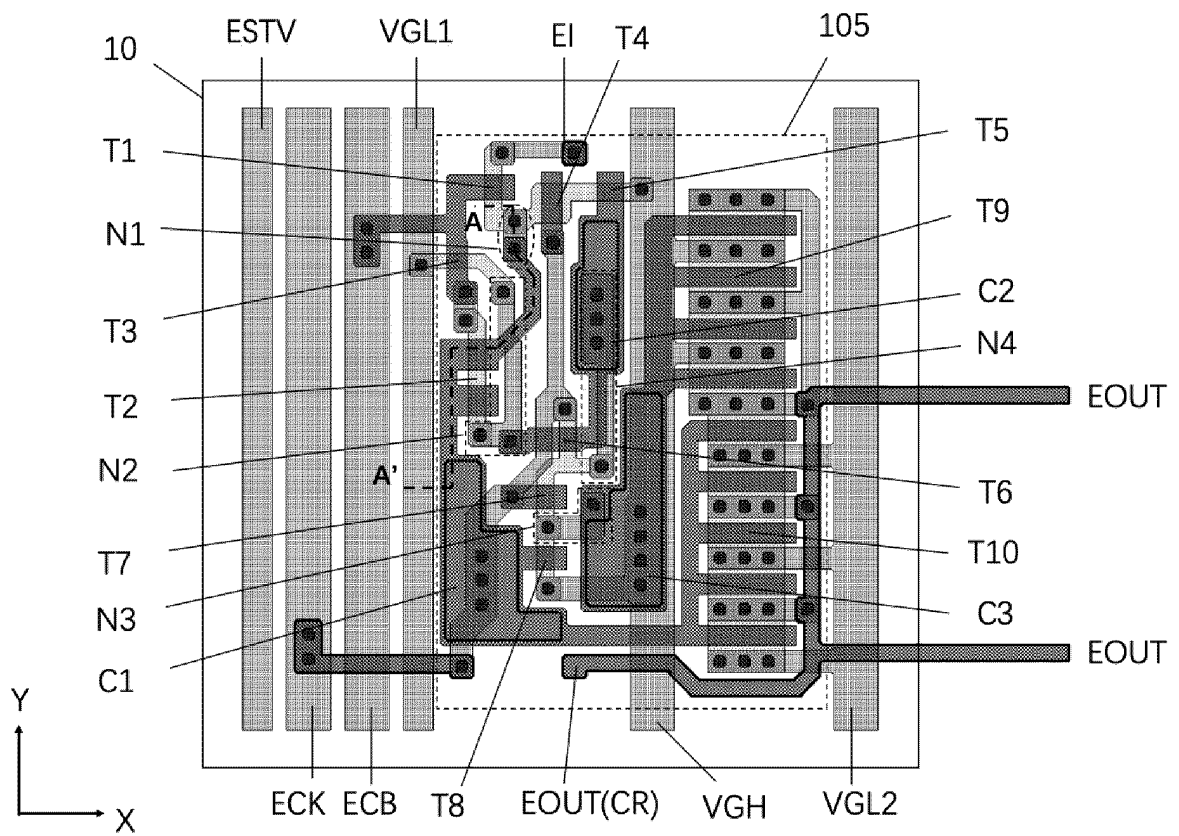 ESTV
VGL1
EI
T4
105
10
T1
T5
A
T9
N1
C2
T3
N4
T2
EOUT
N2
A'
T6
T7
T10
N3
C3
C1
EOUT
Y
X
ECK
ECB
T8
EOUT(CR)
VGH
VGL2